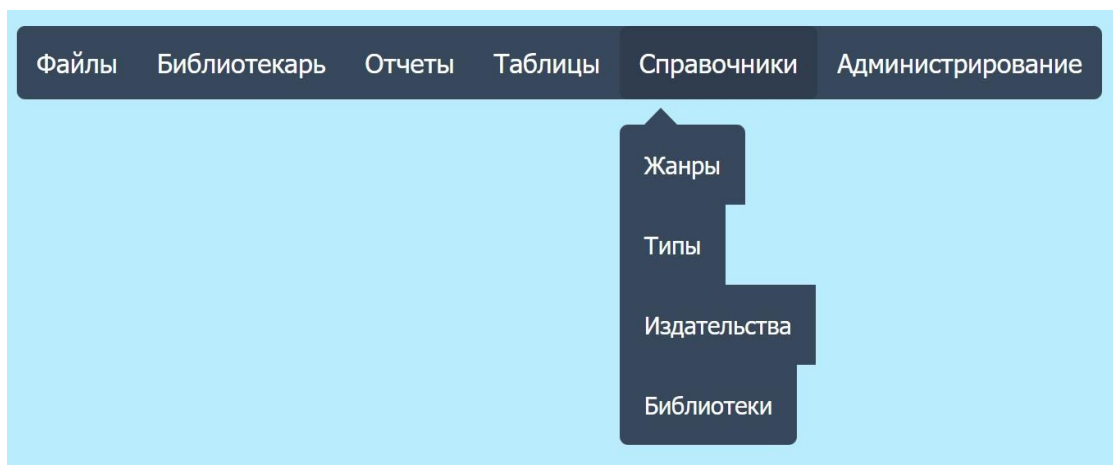 Файлы Библиотекарь Отчеты Таблицы Справочники Администрирование
Жанры
Типы
Издательства
Библиотеки